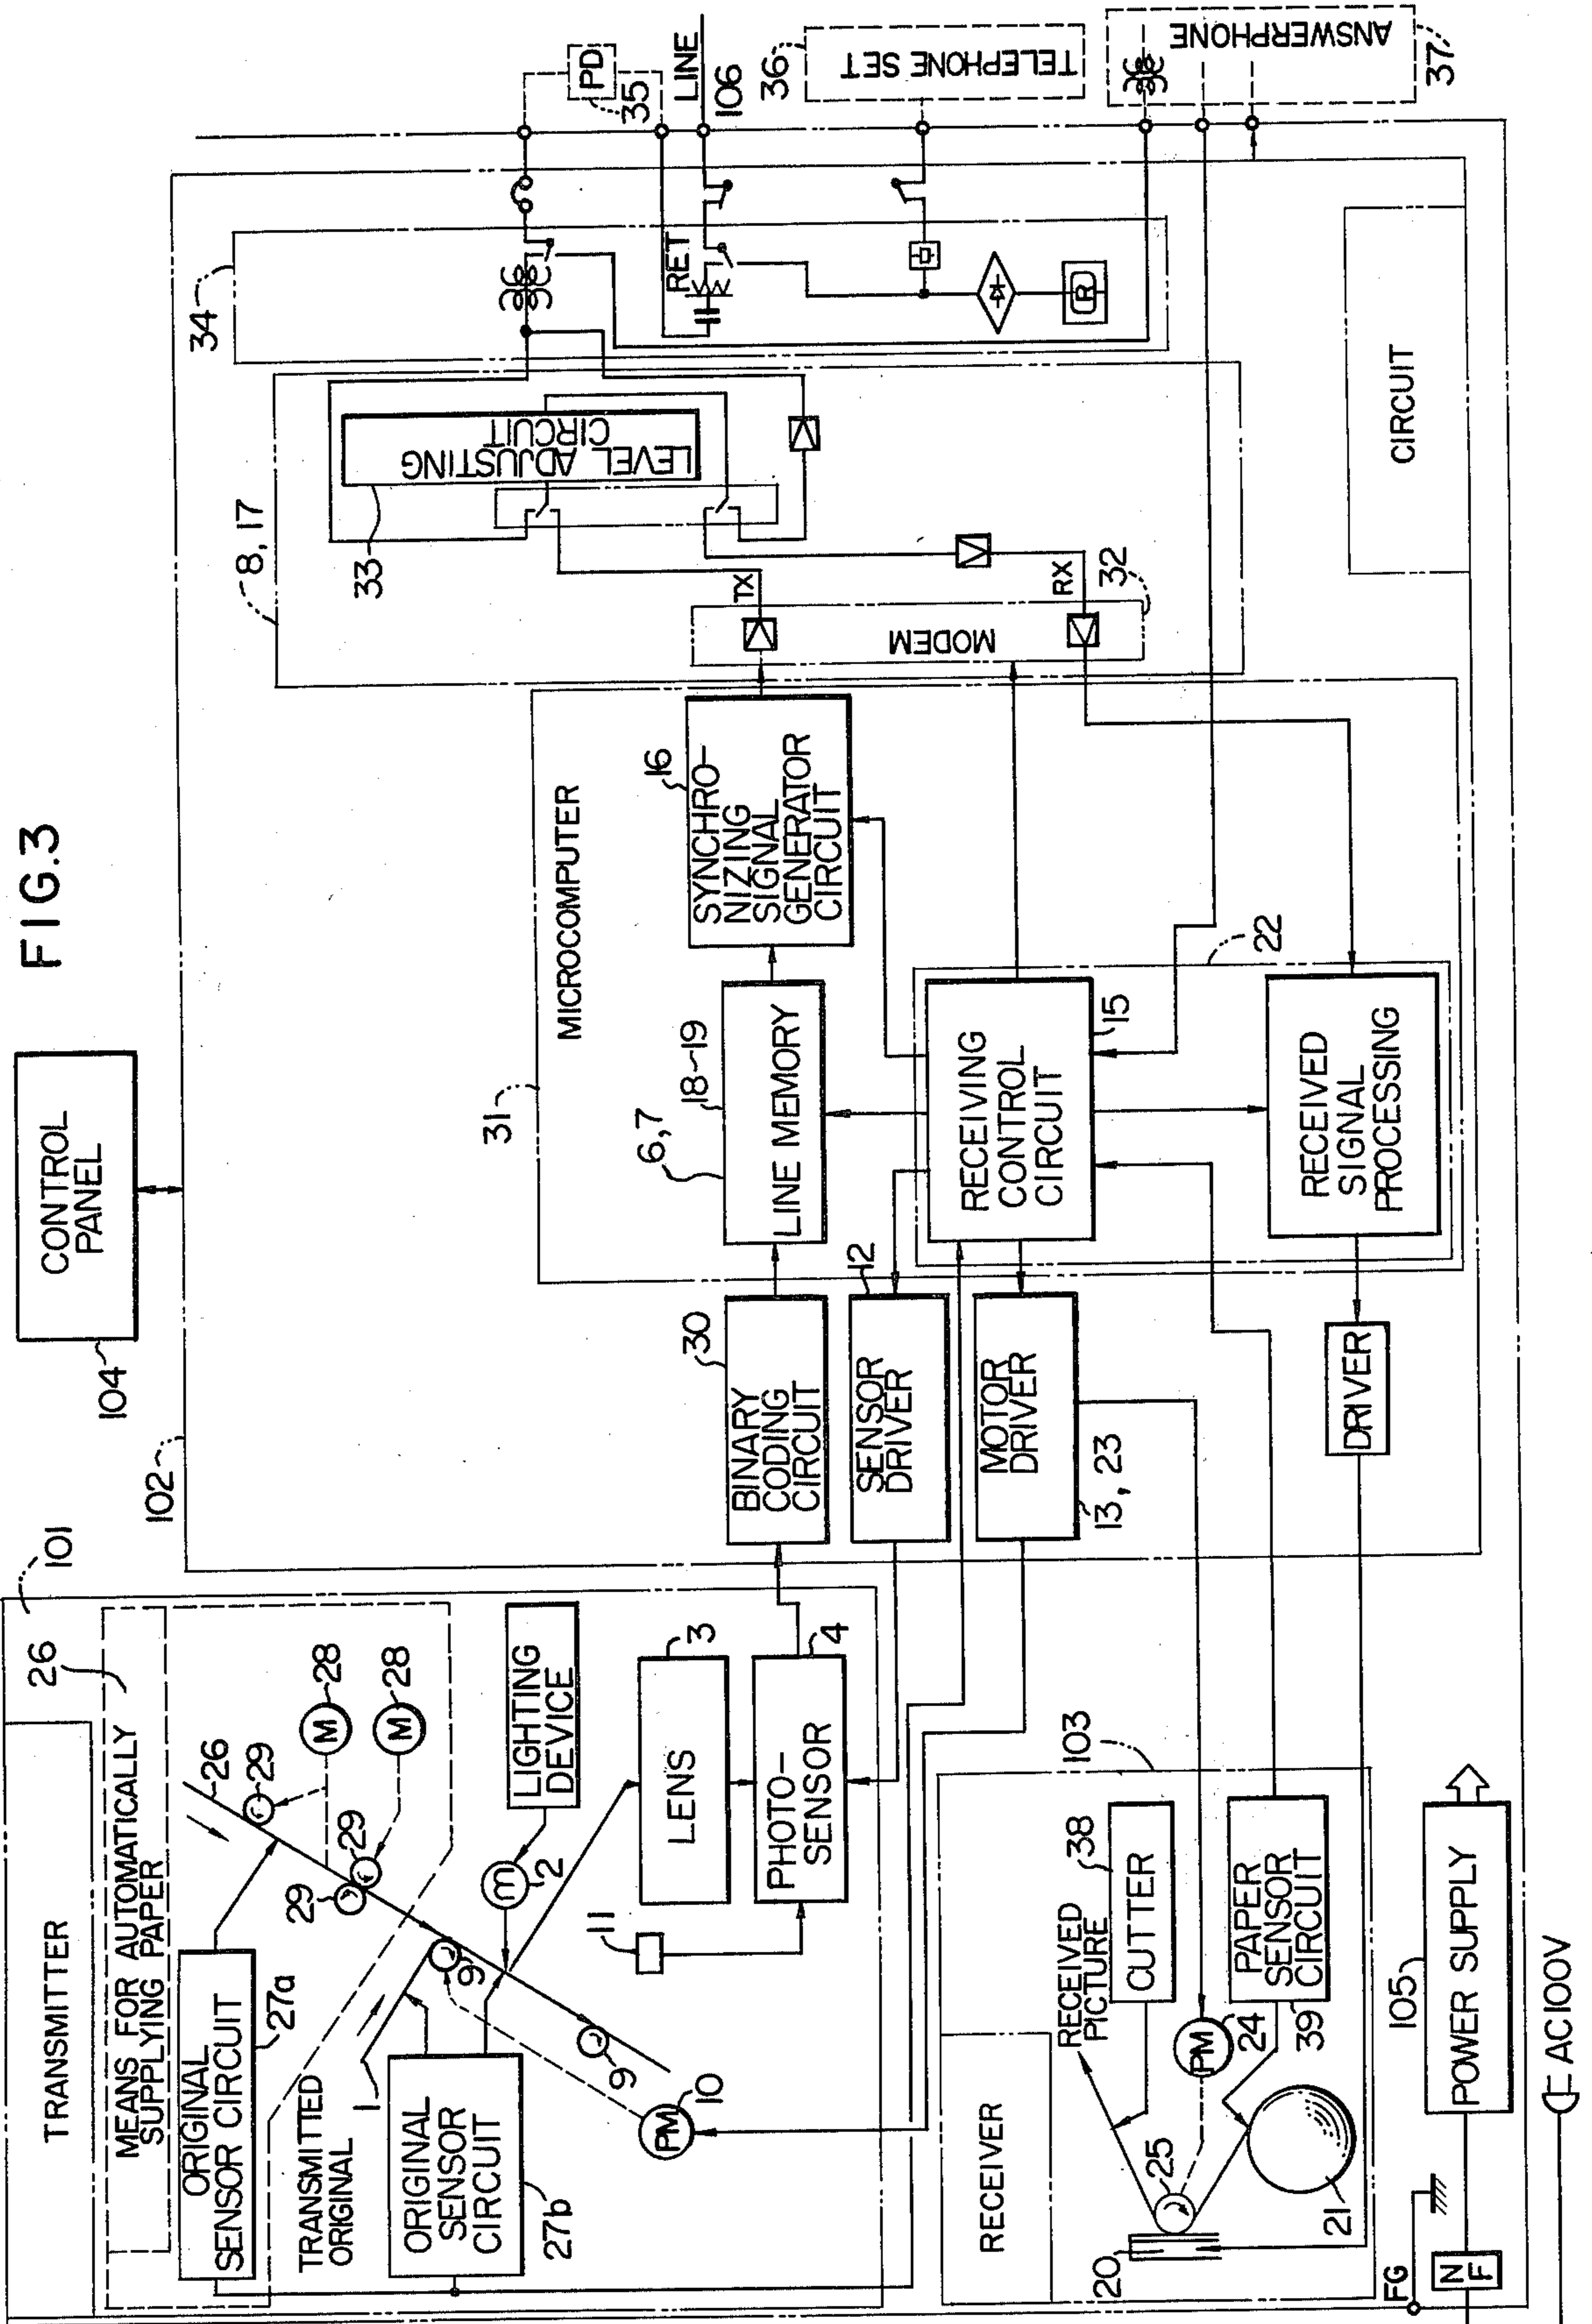 FIG.3
TRANSMITTER
101
MEANS FOR AUTOMATICALLY
SUPPLYING PAPER
26
ORIGINAL
SENSOR CIRCUIT
27a
TRANSMITTED
ORIGINAL
1
ORIGINAL
SENSOR
CIRCUIT
27b
26
29
29
29
M
28
M
28
9
9
PM
10
m
2
LIGHTING
DEVICE
11
LENS
3
PHOTO-
SENSOR
4
CONTROL
PANEL
104
102
BINARY
CODING
CIRCUIT
30
SENSOR
DRIVER
12
MOTOR
DRIVER
13, 23
DRIVER
31
MICROCOMPUTER
6,7
18-19
LINE MEMORY
16
SYNCHRO-
NIZING
SIGNAL
GENERATOR
CIRCUIT
RECEIVING
CONTROL
CIRCUIT
15
22
RECEIVED
SIGNAL
PROCESSING
8, 17
33
LEVEL ADJUSTING
CIRCUIT
TX
RX
MODEM
32
34
RET
R
CIRCUIT
PD
35
LINE
106
36
TELEPHONE SET
ANSWERPHONE
37
RECEIVER
103
RECEIVED
PICTURE
CUTTER
38
PAPER
SENSOR
CIRCUIT
39
PM
24
25
20
21
FG
N
F
105
POWER SUPPLY
AC100V